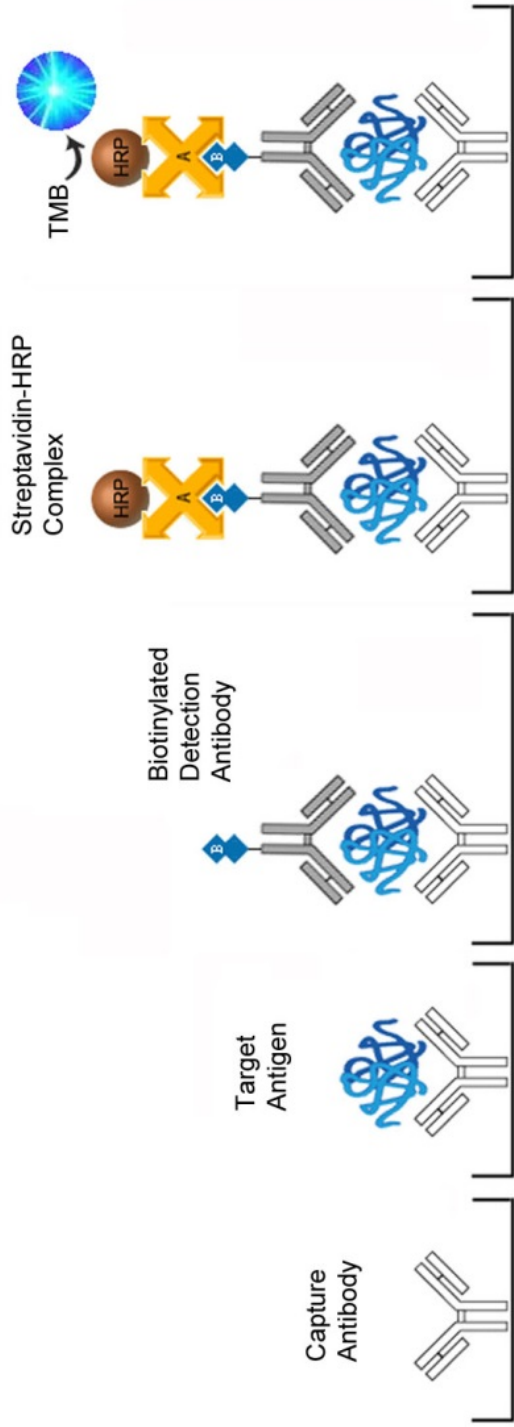 Capture
Antibody
Target
Antigen
Biotinylated
Detection
Antibody
B
Streptavidin-HRP
Complex
HRP
A
B
TMB
HRP
A
B